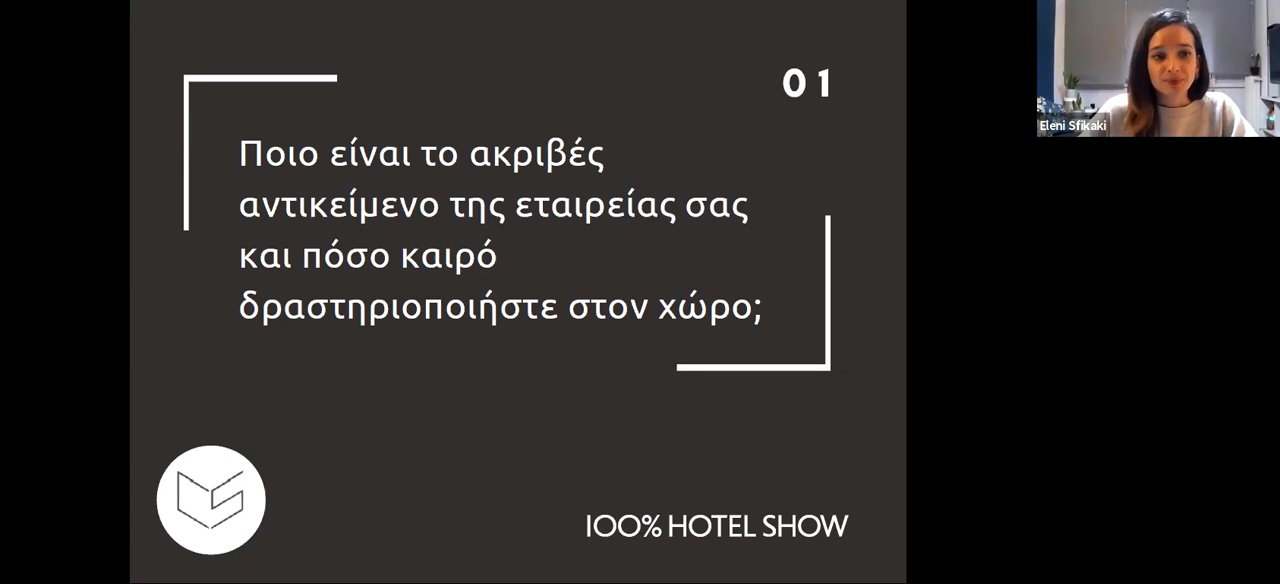 01
Ποιο είναι το ακριβές
αντικείμενο της εταιρείας σας
και πόσο καιρό
δραστηριοποιήστε στον χώρο;
100% HOTEL SHOW
Eleni Sfikaki